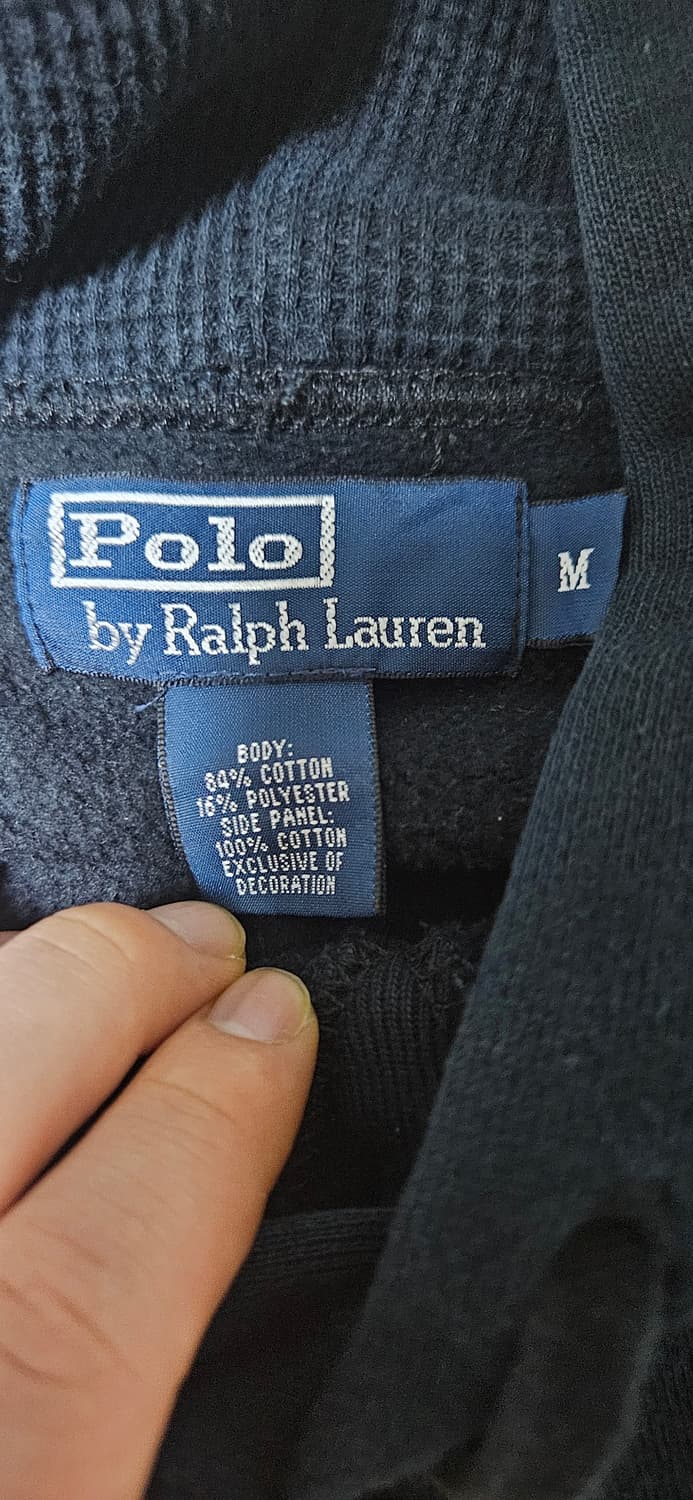 Polo
by Ralph Lauren
M
BODY:
84% COTTON
16% POLYESTER
SIDE PANEL:
100% COTTON
EXCLUSIVE OF
DECORATION